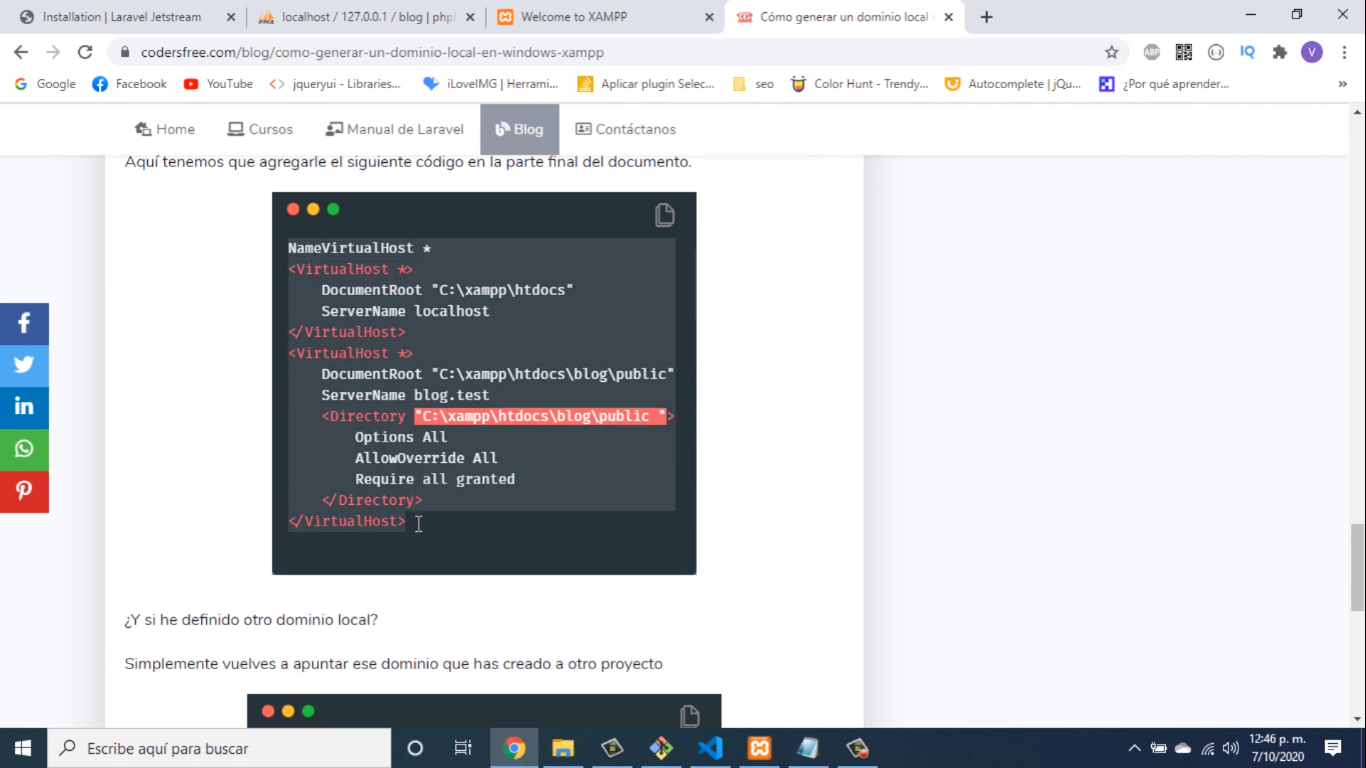 Installation | Laravel Jetstream
localhost / 127.0.0.1 / blog | php
Welcome to XAMPP
Cómo generar un dominio local
codersfree.com/blog/como-generar-un-dominio-local-en-windows-xampp
ABP
IQ
V
Google
Facebook
YouTube
jqueryui - Libraries...
iLoveIMG | Herrami...
Aplicar plugin Selec...
seo
Color Hunt - Trendy...
Autocomplete | jQu...
¿Por qué aprender...
Home
Cursos
Manual de Laravel
Blog
Contáctanos
Aquí tenemos que agregarle el siguiente código en la parte final del documento.
NameVirtualHost *
<VirtualHost *>
DocumentRoot "C:\xampp\htdocs"
ServerName localhost
</VirtualHost>
<VirtualHost *>
DocumentRoot "C:\xampp\htdocs\blog\public"
ServerName blog.test
<Directory "C:\xampp\htdocs\blog\public ">
Options All
AllowOverride All
Require all granted
</Directory>
</VirtualHost>
¿Y si he definido otro dominio local?
Simplemente vuelves a apuntar ese dominio que has creado a otro proyecto
Escribe aquí para buscar
12:46 p. m.
7/10/2020